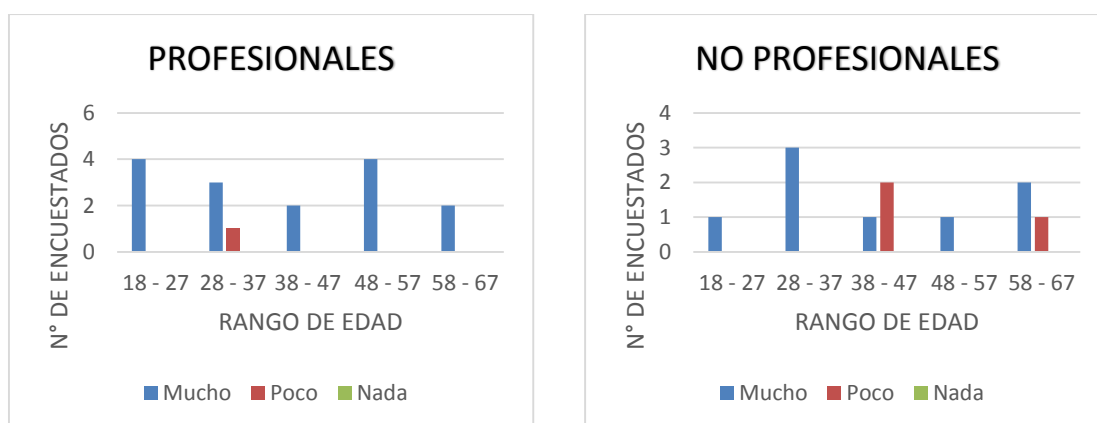 PROFESIONALES
N° DE ENCUESTADOS
6
4
2
0
18 - 27 28 - 37 38 - 47 48 - 57 58 - 67
RANGO DE EDAD
Mucho Poco Nada
NO PROFESIONALES
N° DE ENCUESTADOS
4
3
2
1
0
18 - 27 28 - 37 38 - 47 48 - 57 58 - 67
RANGO DE EDAD
Mucho Poco Nada